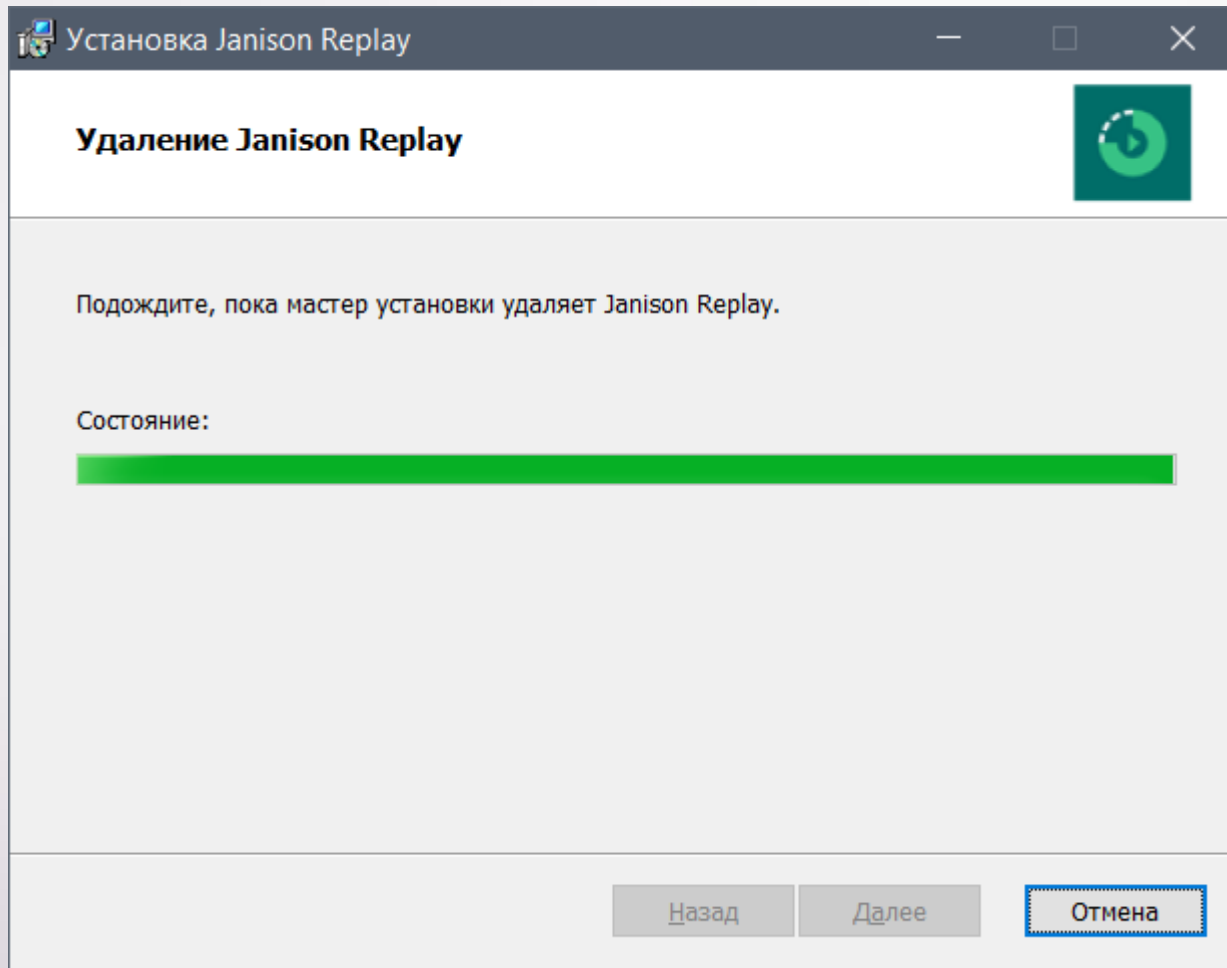 Установка Janison Replay
Удаление Janison Replay
Подождите, пока мастер установки удаляет Janison Replay.
Состояние:
Назад
Далее
Отмена